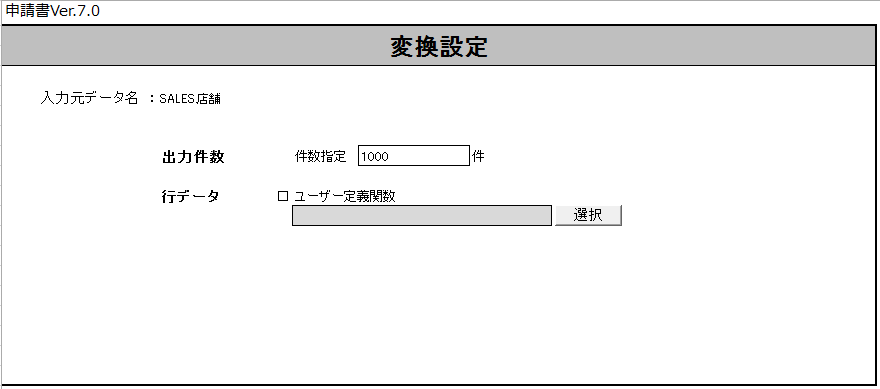 申請書Ver.7.0
変換設定
入力元データ名 ：SALES店舗
出力件数 件数指定 1000 件
行データ ユーザー定義関数
選択